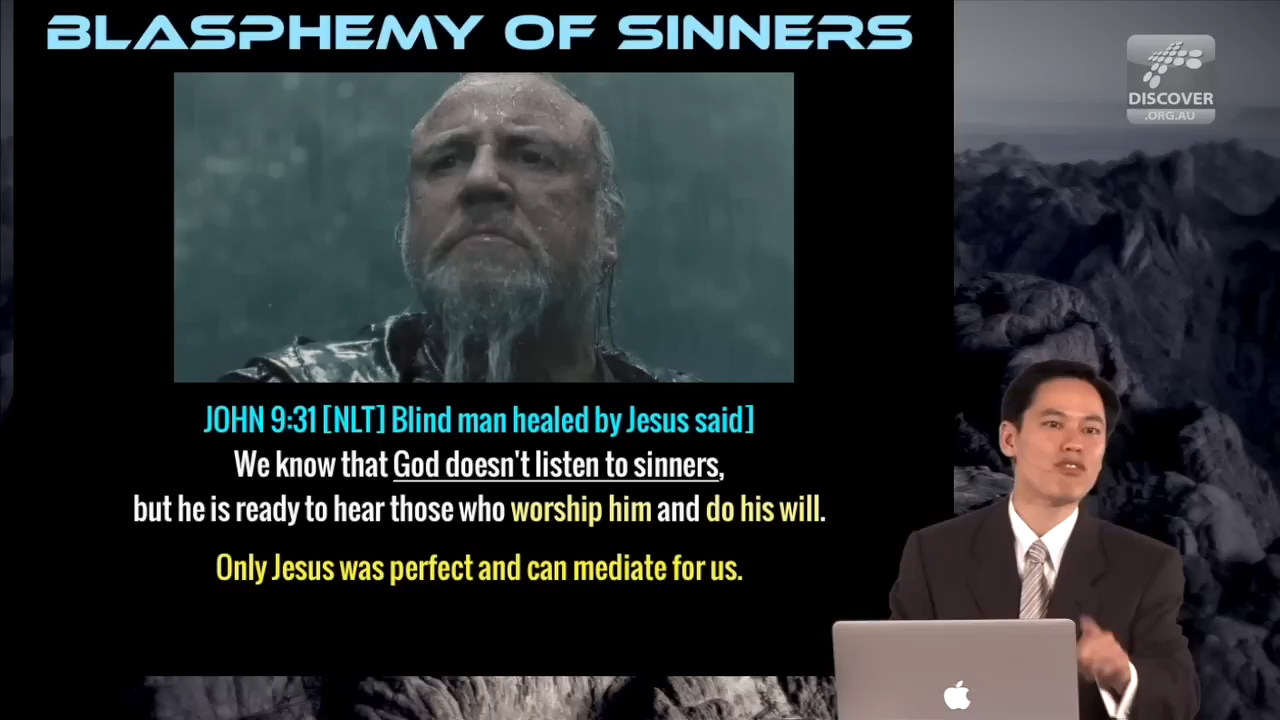 BLASPHEMY OF SINNERS
DISCOVER
.ORG.AU
JOHN 9:31 [NLT] Blind man healed by Jesus said]
We know that God doesn't listen to sinners,
but he is ready to hear those who worship him and do his will.
Only Jesus was perfect and can mediate for us.